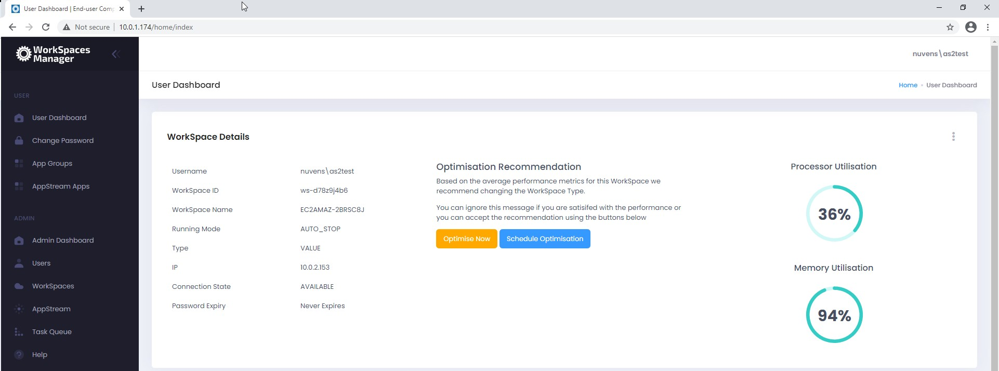 User Dashboard | End-user Comp
Not secure
10.0.1.174/home/index
WorkSpaces
Manager
nuvens\as2test
User Dashboard
Home • User Dashboard
USER
User Dashboard
Change Password
App Groups
AppStream Apps
ADMIN
Admin Dashboard
Users
WorkSpaces
AppStream
Task Queue
Help
WorkSpace Details
Username nuvens\as2test
WorkSpace ID ws-d78z9j4b6
WorkSpace Name EC2AMAZ-2BRSC8J
Running Mode AUTO_STOP
Type VALUE
IP 10.0.2.153
Connection State AVAILABLE
Password Expiry Never Expires
Optimisation Recommendation
Based on the average performance metrics for this WorkSpace we
recommend changing the WorkSpace Type.
You can ignore this message if you are satisifed with the performance or
you can accept the recommendation using the buttons below
Optimise Now
Schedule Optimisation
Processor Utilisation
36%
Memory Utilisation
94%